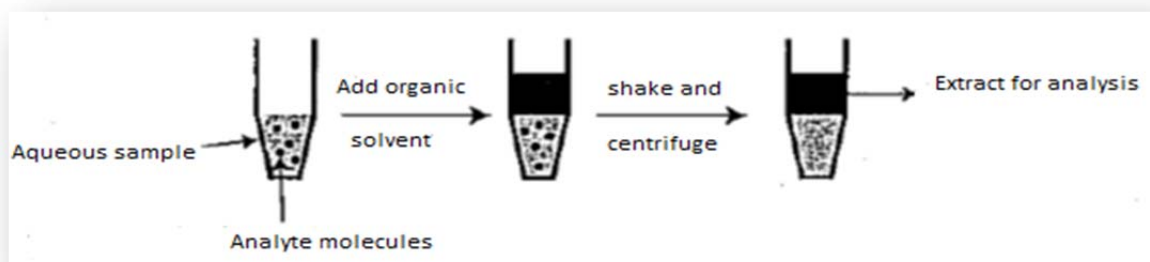 Add organic
solvent
shake and
centrifuge
Extract for analysis
Aqueous sample
Analyte molecules